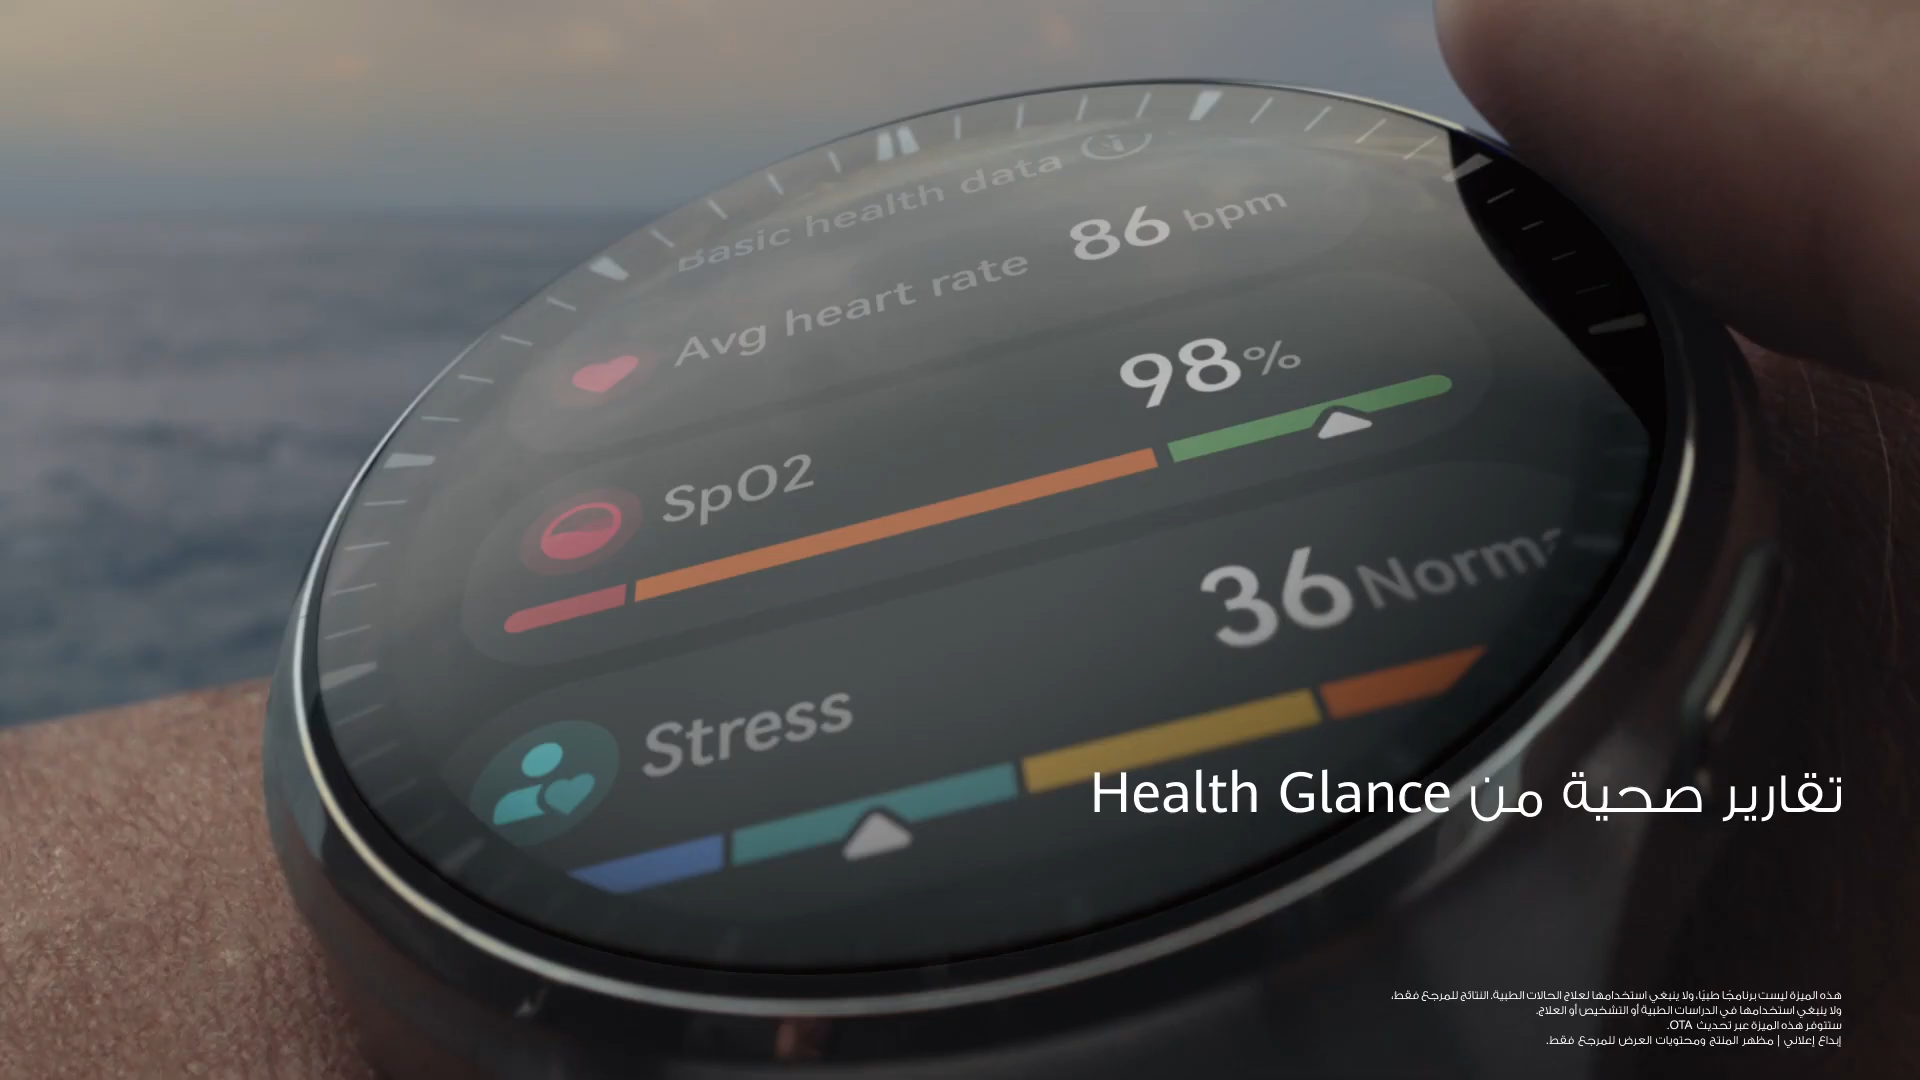 Basic health data
Avg heart rate 86 bpm
98%
SpO2
36 Norma
Stress
تقارير صحية من Health Glance
هذه الميزة ليست برنامجًا طبيًا، ولا ينبغي استخدامها لعلاج الحالات الطبية. النتائج للمرجع فقط،
ولا ينبغي استخدامها في الدراسات الطبية أو التشخيص أو العلاج.
ستتوفر هذه الميزة عبر تحديث OTA.
إبداع إعلاني | مظهر المنتج ومحتويات العرض للمرجع فقط.